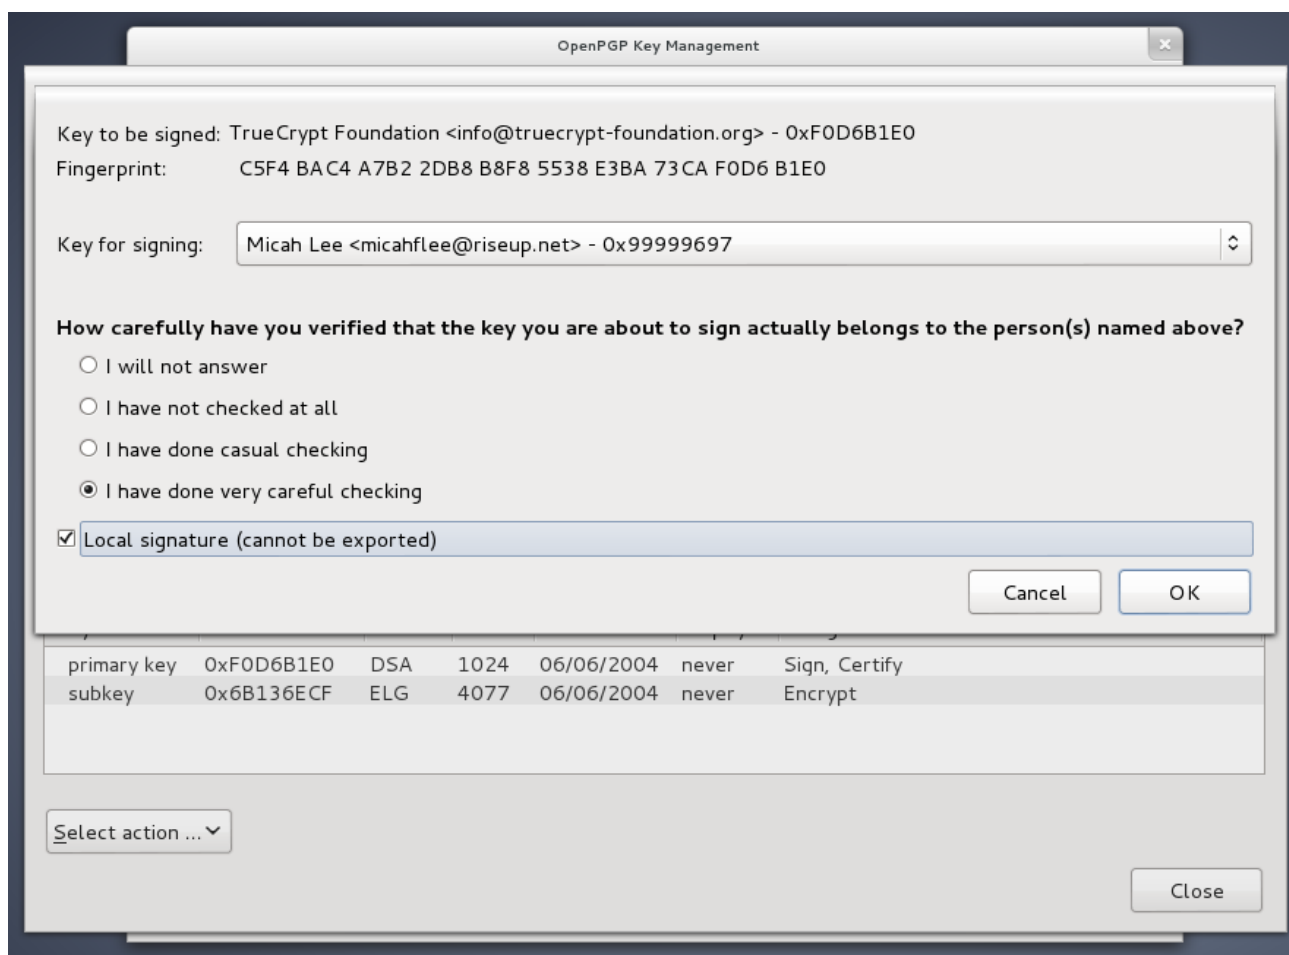 OpenPGP Key Management
Key to be signed: TrueCrypt Foundation <info@truecrypt-foundation.org> - 0xF0D6B1E0
Fingerprint: C5F4 BAC4 A7B2 2DB8 B8F8 5538 E3BA 73CA F0D6 B1E0
Key for signing: Micah Lee <micahflee@riseup.net> - 0x99999697
How carefully have you verified that the key you are about to sign actually belongs to the person(s) named above?
I will not answer
I have not checked at all
I have done casual checking
I have done very careful checking
Local signature (cannot be exported)
Cancel OK
primary key 0xF0D6B1E0 DSA 1024 06/06/2004 never Sign, Certify
subkey 0x6B136ECF ELG 4077 06/06/2004 never Encrypt
Select action ...
Close